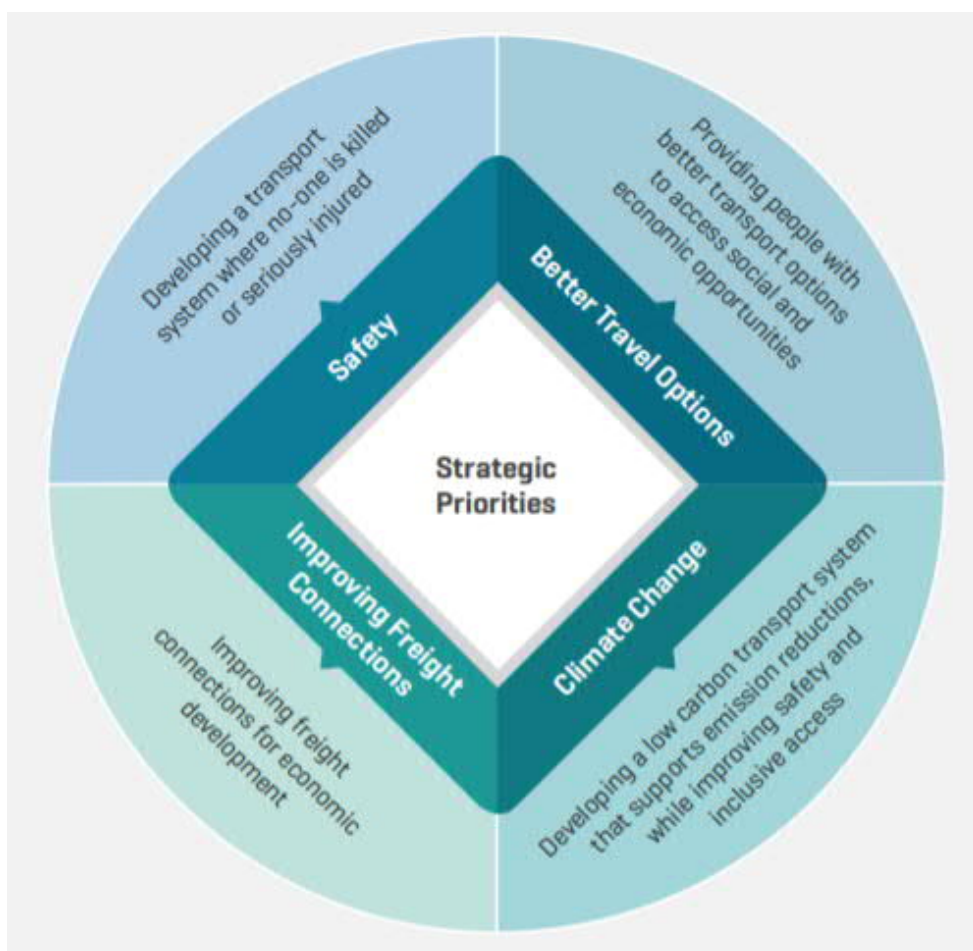 Developing a transport
system where no-one is killed
or seriously injured
Safety
Providing people with
better transport options
to access social and
economic opportunities
Better Travel Options
Strategic
Priorities
Improving Freight
Connections
Improving freight
connections for economic
development
Climate Change
Developing a low carbon transport system
that supports emission reductions,
while improving safety and
inclusive access